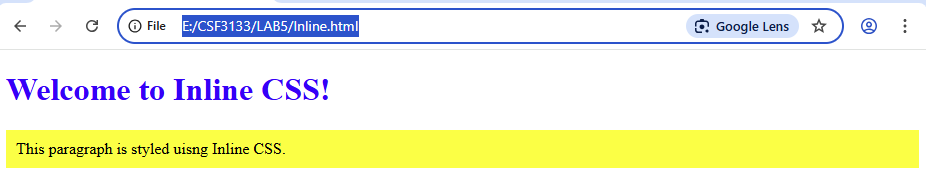 File E:/CSF3133/LAB5/Inline.html Google Lens
Welcome to Inline CSS!
This paragraph is styled uisng Inline CSS.